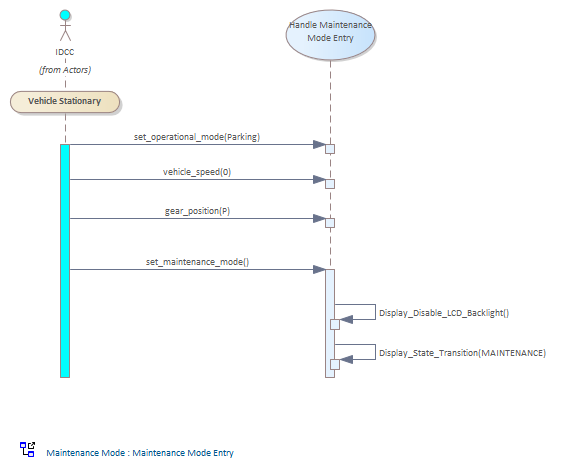 Handle Maintenance
Mode Entry
IDCC
(from Actors)
Vehicle Stationary
set_operational_mode(Parking)
vehicle_speed(0)
gear_position(P)
set_maintenance_mode()
Display_Disable_LCD_Backlight()
Display_State_Transition(MAINTENANCE)
Maintenance Mode : Maintenance Mode Entry